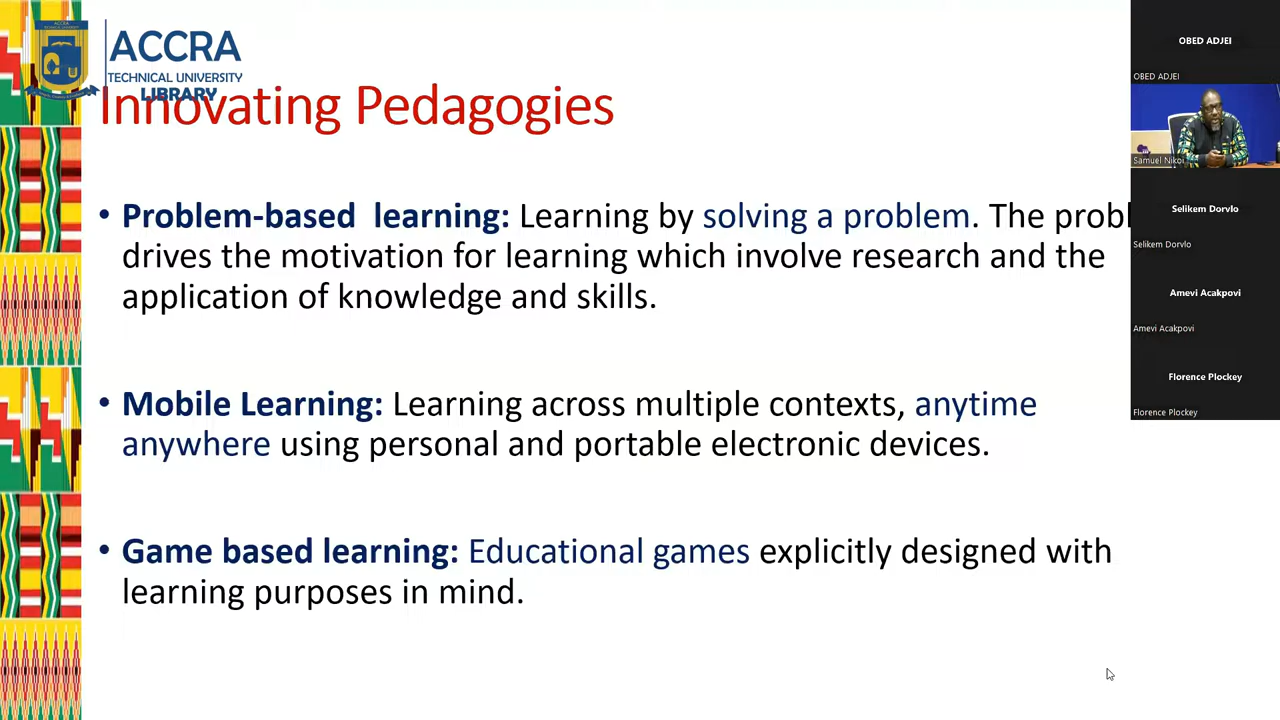 ACCRA
TECHNICAL UNIVERSITY
LIBRARY
Innovating Pedagogies
• Problem-based learning: Learning by solving a problem. The probl
drives the motivation for learning which involve research and the
application of knowledge and skills.
• Mobile Learning: Learning across multiple contexts, anytime
anywhere using personal and portable electronic devices.
• Game based learning: Educational games explicitly designed with
learning purposes in mind.
OBED ADJEI
OBED ADJEI
Samuel Nikoi
Selikem Dorvlo
Selikem Dorvlo
Amevi Acakpovi
Amevi Acakpovi
Florence Plockey
Florence Plockey